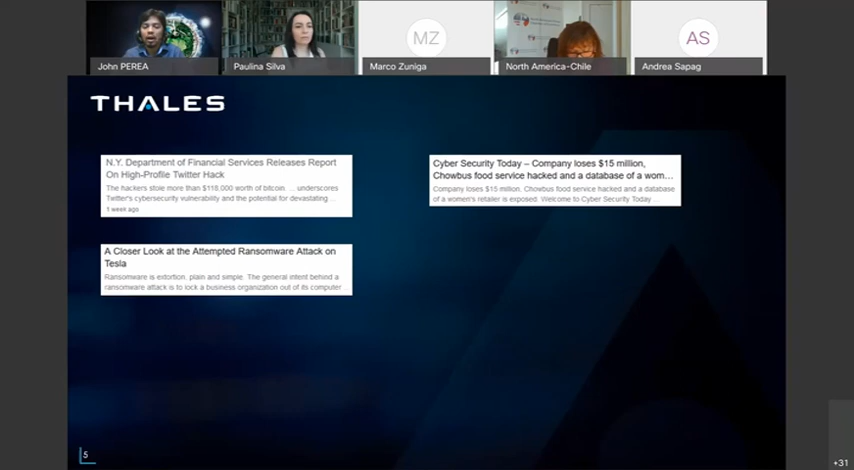 John PEREA
Paulina Silva
MZ
Marco Zuniga
North America-Chile
AS
Andrea Sapag
THALES
N.Y. Department of Financial Services Releases Report
On High-Profile Twitter Hack
The hackers stole more than $118,000 worth of bitcoin. ... underscores
Twitter's cybersecurity vulnerability and the potential for devastating ...
1 week ago
Cyber Security Today – Company loses $15 million,
Chowbus food service hacked and a database of a wom...
Company loses $15 million, Chowbus food service hacked and a database
of a women's retailer is exposed. Welcome to Cyber Security Today ...
A Closer Look at the Attempted Ransomware Attack on
Tesla
Ransomware is extortion, plain and simple. The general intent behind a
ransomware attack is to lock a business organization out of its computer ...
5
+31